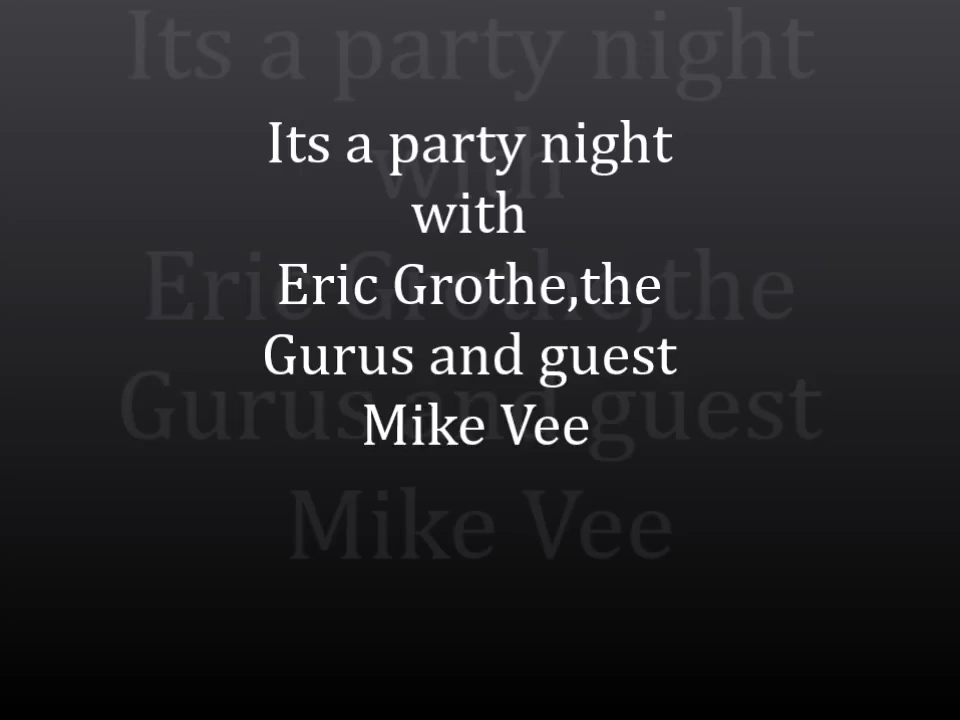 Its a party night
with
Eric Grothe,the
Gurus and guest
Mike Vee